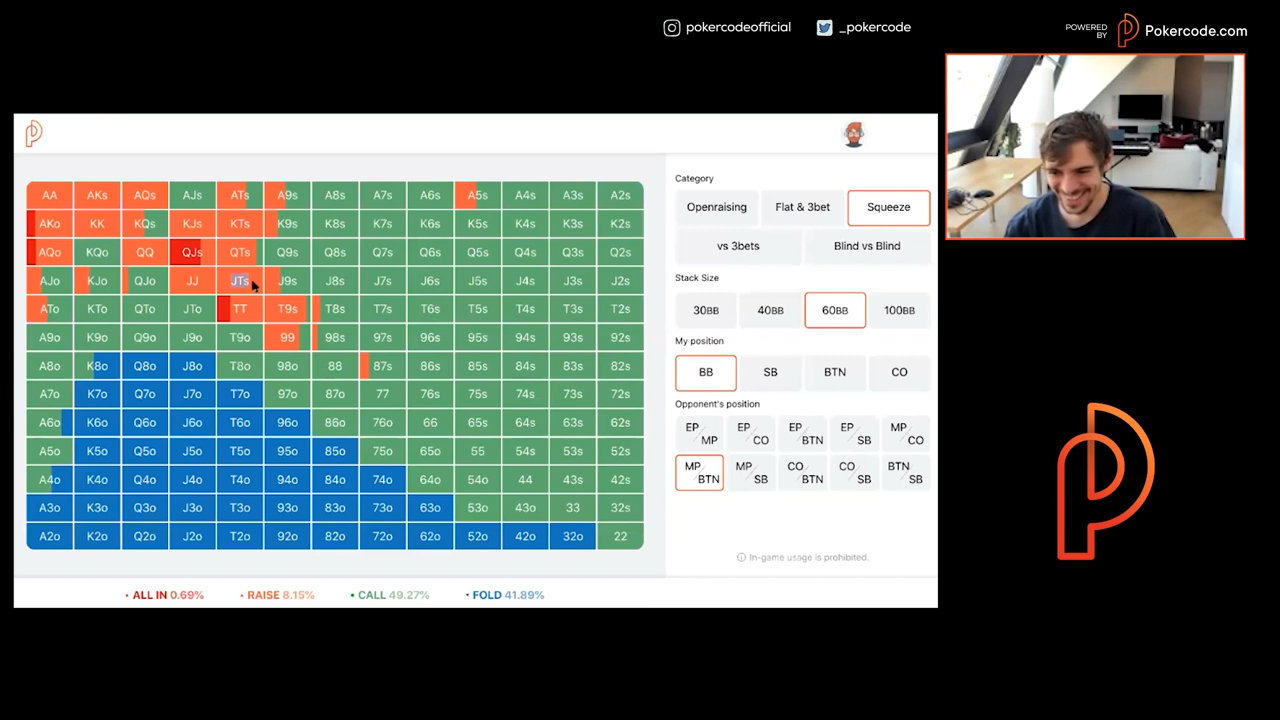 pokercodeofficial _pokercode POWERED BY Pokercode.com
AA AKs AQs AJs ATs A9s A8s A7s A6s A5s A4s A3s A2s
AKo KK KQs KJs KTs K9s K8s K7s K6s K5s K4s K3s K2s
AQo KQo QQ QJs QTs Q9s Q8s Q7s Q6s Q5s Q4s Q3s Q2s
AJo KJo QJo JJ JTs J9s J8s J7s J6s J5s J4s J3s J2s
ATo KTo QTo JTo TT T9s T8s T7s T6s T5s T4s T3s T2s
A9o K9o Q9o J9o T9o 99 98s 97s 96s 95s 94s 93s 92s
A8o K8o Q8o J8o T8o 98o 88 87s 86s 85s 84s 83s 82s
A7o K7o Q7o J7o T7o 97o 87o 77 76s 75s 74s 73s 72s
A6o K6o Q6o J6o T6o 96o 86o 76o 66 65s 64s 63s 62s
A5o K5o Q5o J5o T5o 95o 85o 75o 65o 55 54s 53s 52s
A4o K4o Q4o J4o T4o 94o 84o 74o 64o 54o 44 43s 42s
A3o K3o Q3o J3o T3o 93o 83o 73o 63o 53o 43o 33 32s
A2o K2o Q2o J2o T2o 92o 82o 72o 62o 52o 42o 32o 22
• ALL IN 0.69% • RAISE 8.15% • CALL 49.27% • FOLD 41.89%
Category
Openraising Flat & 3bet Squeeze
vs 3bets Blind vs Blind
Stack Size
30BB 40BB 60BB 100BB
My position
BB SB BTN CO
Opponent's position
EP/MP EP/CO EP/BTN EP/SB MP/CO
MP/BTN MP/SB CO/BTN CO/SB BTN/SB
In-game usage is prohibited.